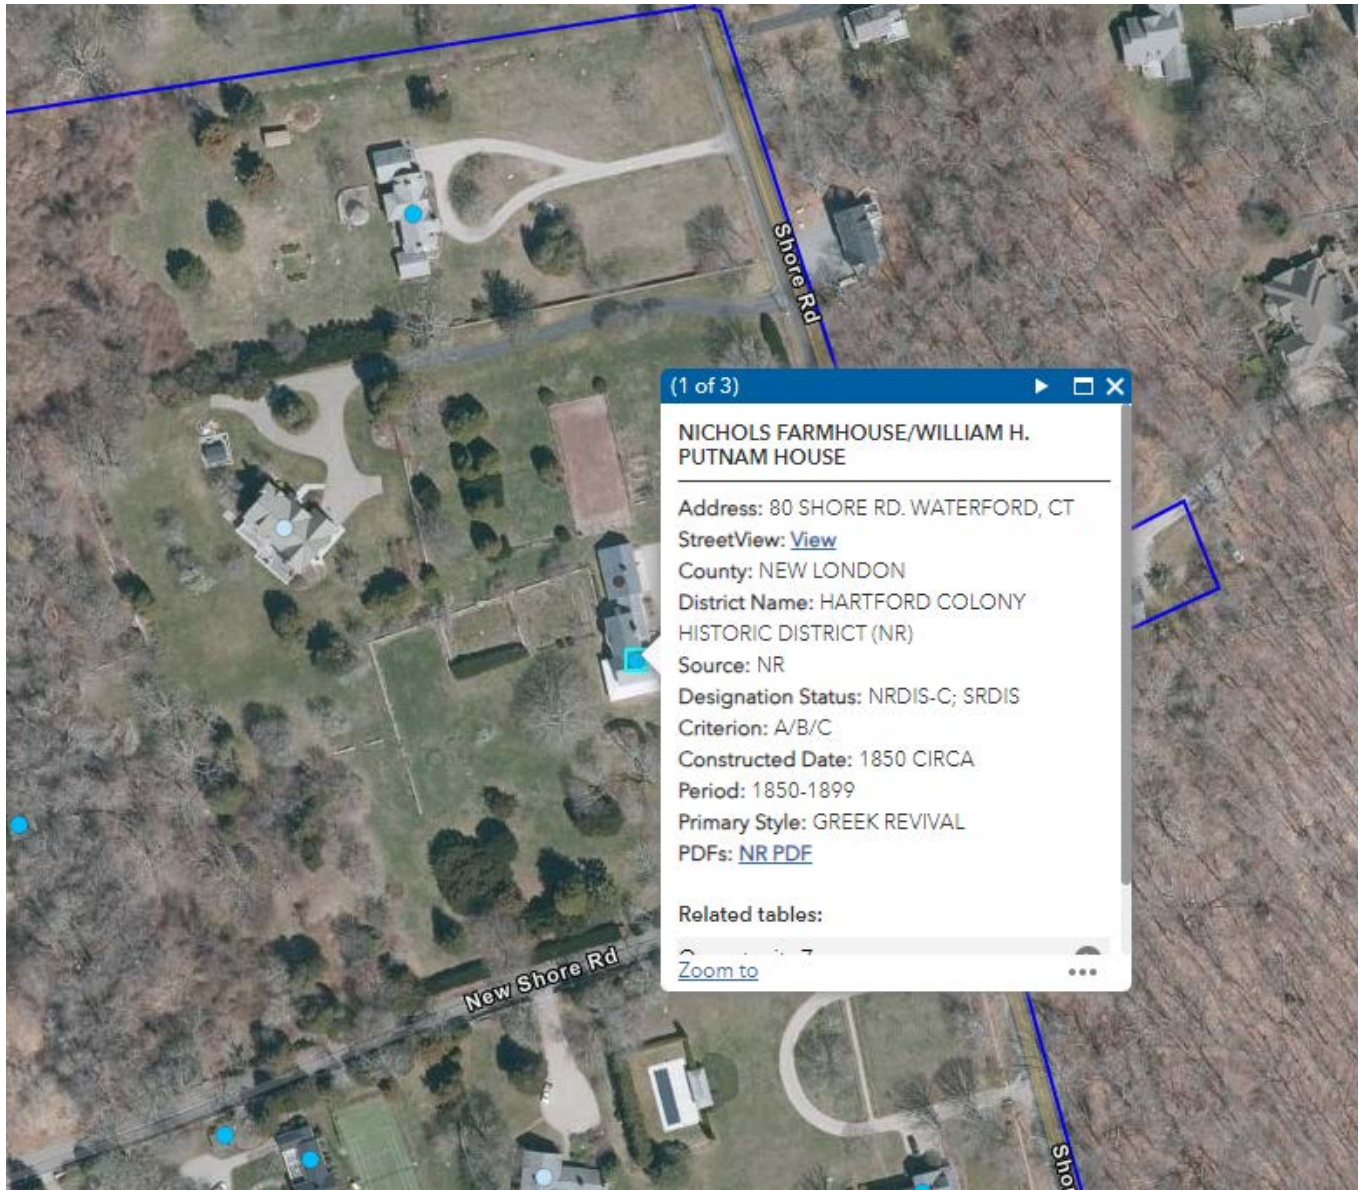 Shore Rd
(1 of 3)
NICHOLS FARMHOUSE/WILLIAM H.
PUTNAM HOUSE
Address: 80 SHORE RD. WATERFORD, CT
StreetView: View
County: NEW LONDON
District Name: HARTFORD COLONY
HISTORIC DISTRICT (NR)
Source: NR
Designation Status: NRDIS-C; SRDIS
Criterion: A/B/C
Constructed Date: 1850 CIRCA
Period: 1850-1899
Primary Style: GREEK REVIVAL
PDFs: NR PDF
Related tables:
Zoom to
New Shore Rd
Shor